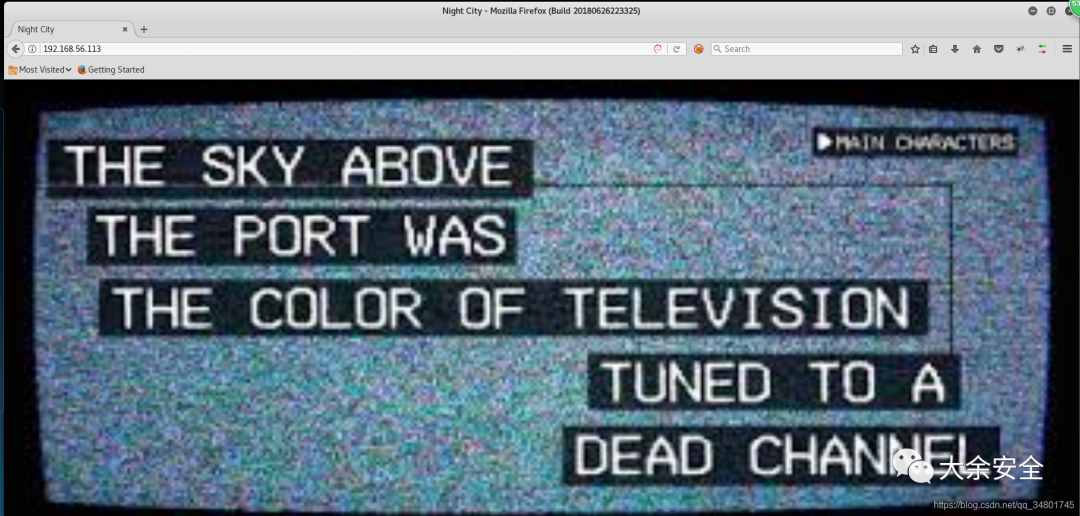 Night City - Mozilla Firefox (Build 20180626223325)
53
Night City × +
192.168.56.113 Search
Most Visited Getting Started
▶MAIN CHARACTERS
THE SKY ABOVE
THE PORT WAS
THE COLOR OF TELEVISION
TUNED TO A
DEAD CHANNEL
大余安全
https://blog.csdn.net/qq_34801745